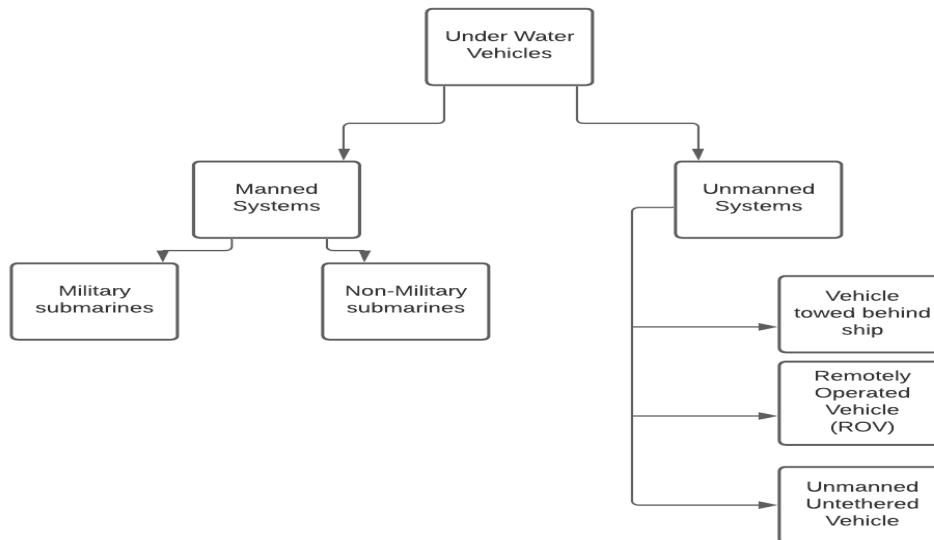 Under Water
Vehicles
Manned
Systems
Unmanned
Systems
Military
submarines
Non-Military
submarines
Vehicle
towed behind
ship
Remotely
Operated
Vehicle
(ROV)
Unmanned
Untethered
Vehicle